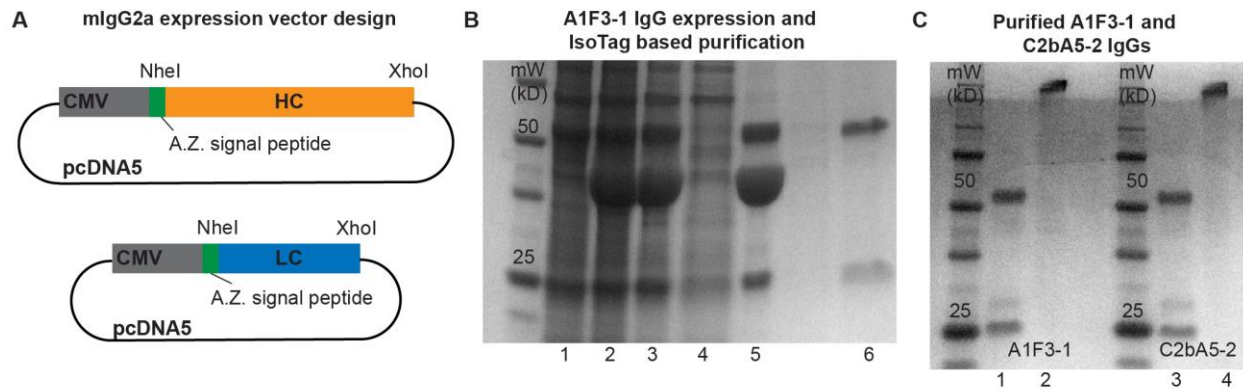 A
mIgG2a expression vector design
NheI
XhoI
CMV
HC
A.Z. signal peptide
pcDNA5
NheI
XhoI
CMV
LC
A.Z. signal peptide
pcDNA5
B
A1F3-1 IgG expression and
IsoTag based purification
mW
(kD)
50
25
1 2 3 4 5 6
C
Purified A1F3-1 and
C2bA5-2 IgGs
mW
(kD)
mW
(kD)
50
50
25
25
A1F3-1
C2bA5-2
1 2 3 4